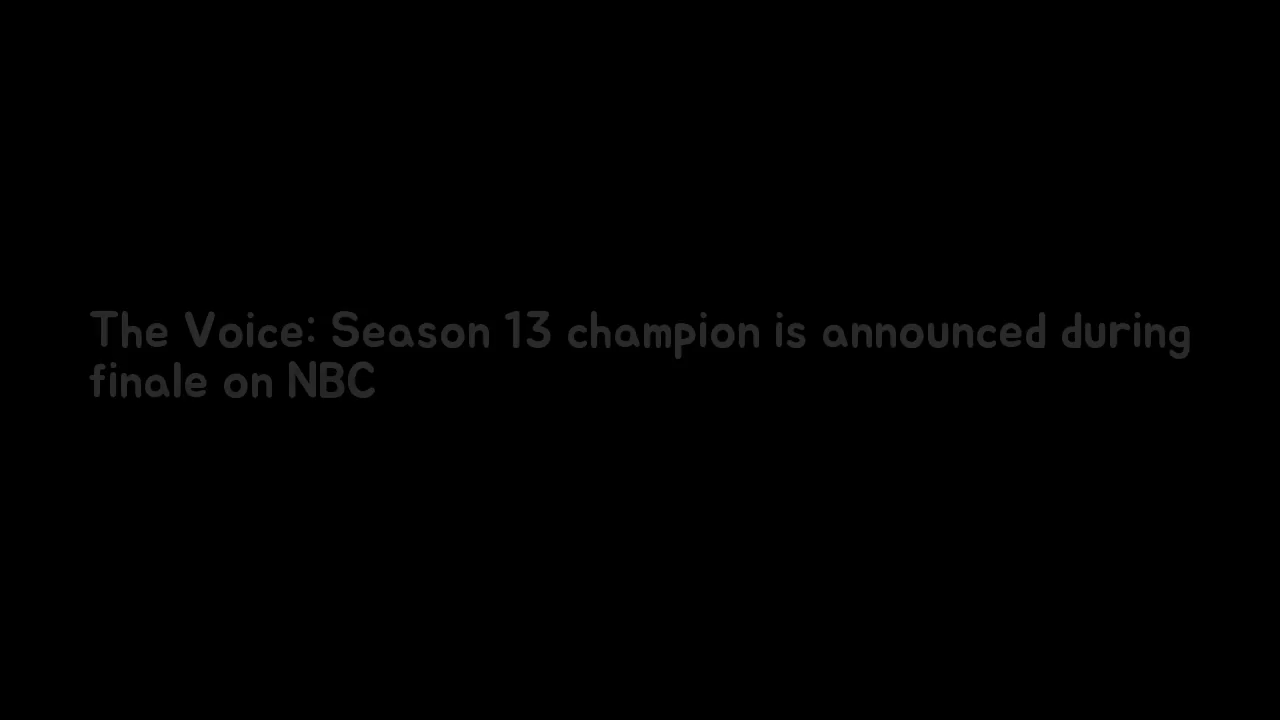 The Voice: Season 13 champion is announced during
finale on NBC